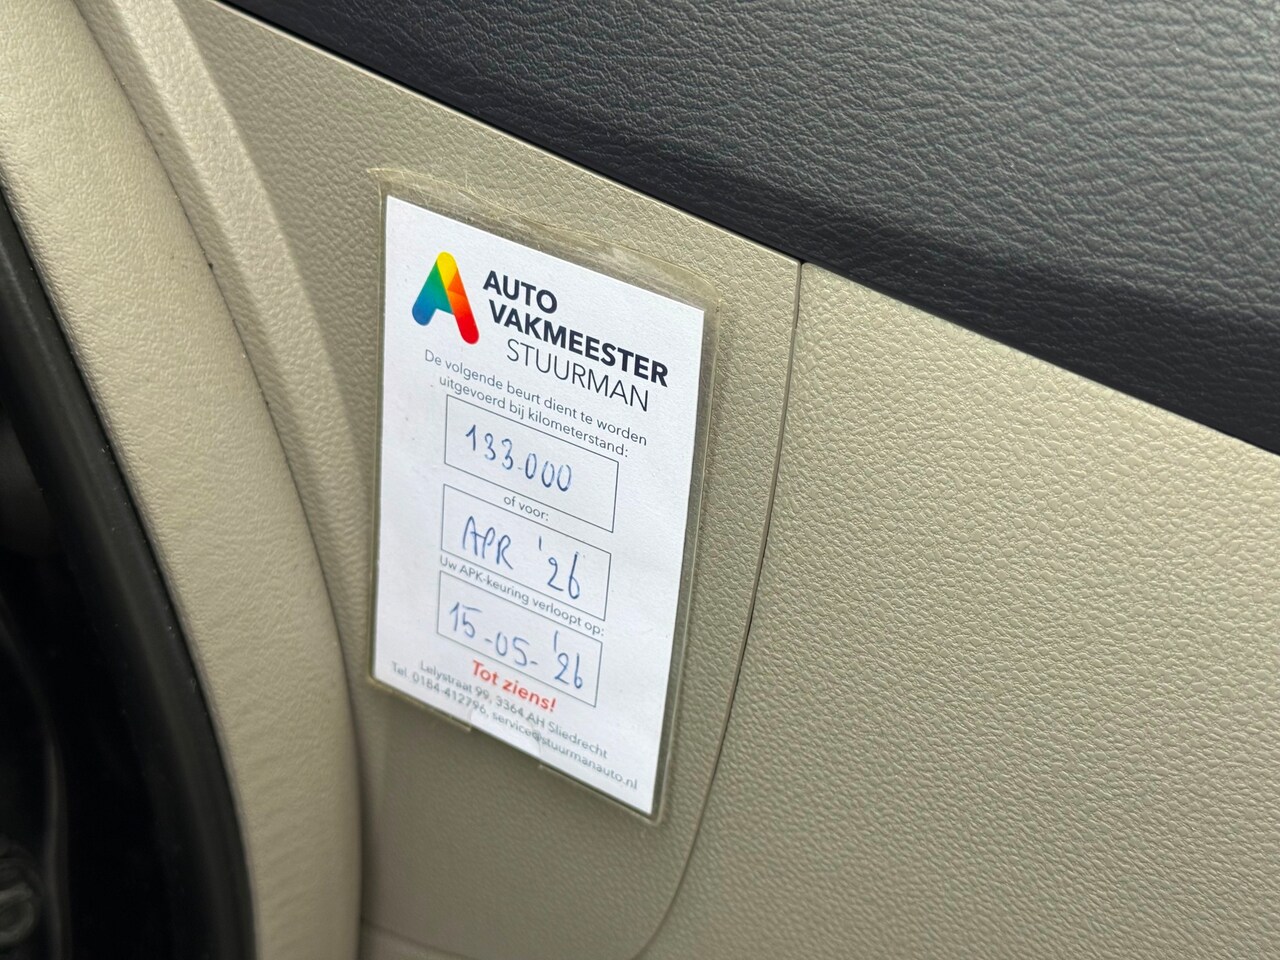 AUTO
VAKMEESTER
STUURMAN
De volgende beurt dient te worden
uitgevoerd bij kilometerstand:
133.000
of voor:
APR '26
Uw APK-keuring verloopt op:
15-05-'26
Tot ziens!
Lelystraat 99, 3364 AH Sliedrecht
Tel. 0184-412796, service@stuurmanauto.nl